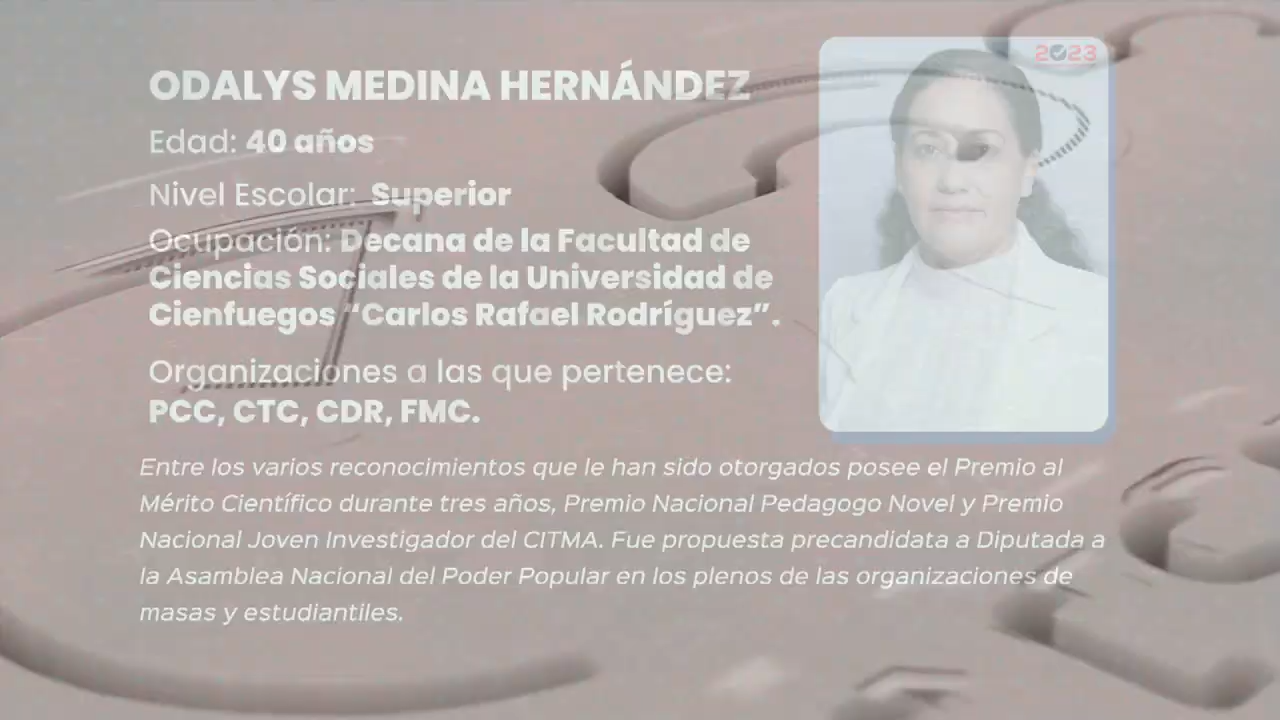 2023
ODALYS MEDINA HERNÁNDEZ
Edad: 40 años
Nivel Escolar: Superior
Ocupación: Decana de la Facultad de
Ciencias Sociales de la Universidad de
Cienfuegos “Carlos Rafael Rodríguez”.
Organizaciones a las que pertenece:
PCC, CTC, CDR, FMC.
Entre los varios reconocimientos que le han sido otorgados posee el Premio al
Mérito Científico durante tres años, Premio Nacional Pedagogo Novel y Premio
Nacional Joven Investigador del CITMA. Fue propuesta precandidata a Diputada a
la Asamblea Nacional del Poder Popular en los plenos de las organizaciones de
masas y estudiantiles.